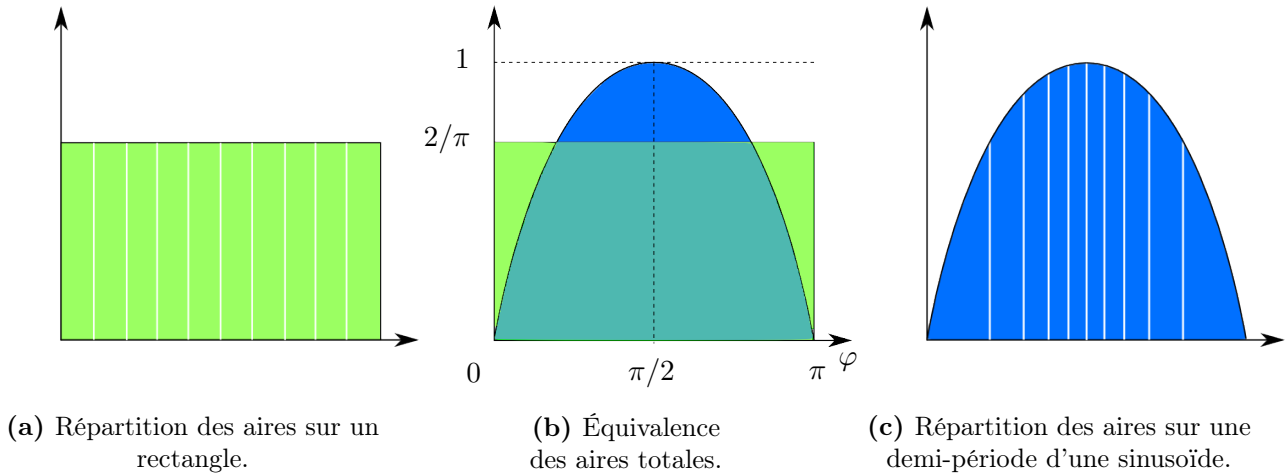 1
2/π
0
π/2
π
φ
(a) Répartition des aires sur un
rectangle.
(b) Équivalence
des aires totales.
(c) Répartition des aires sur une
demi-période d'une sinusoïde.